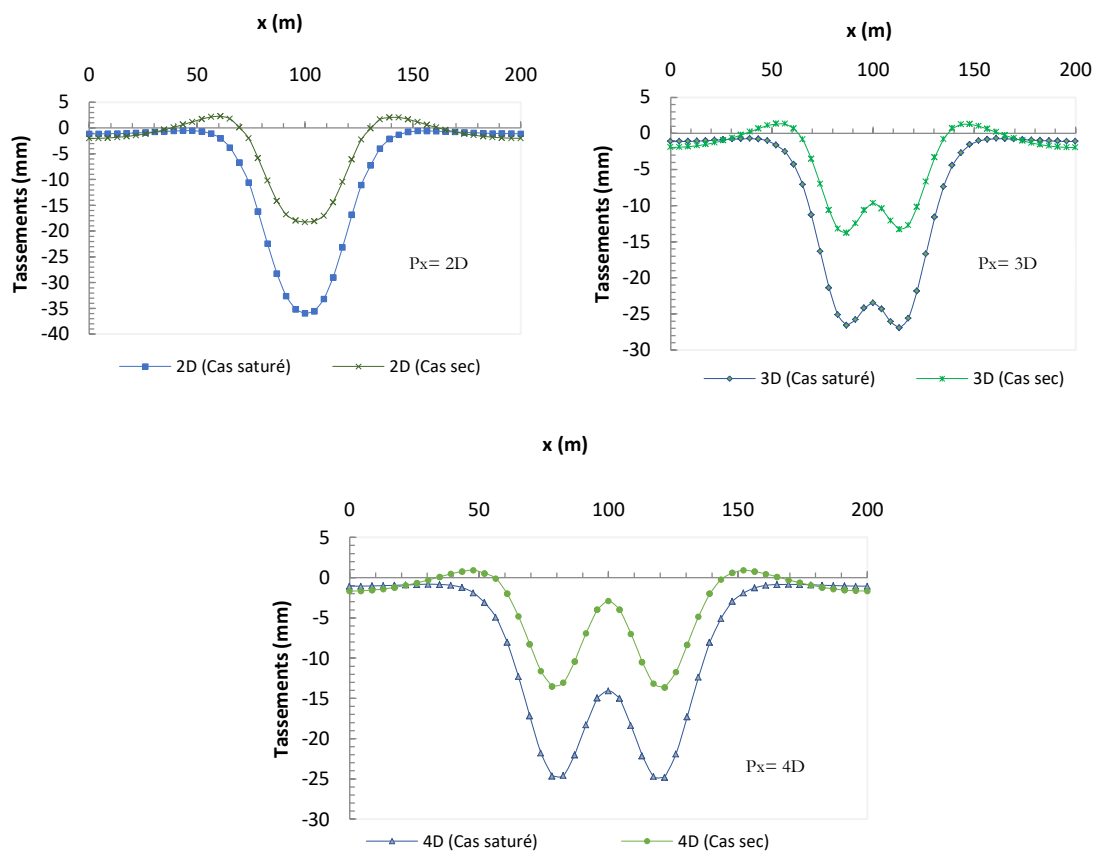 x (m)
0 50 100 150 200
5
0
-5
-10
-15
-20
-25
-30
-35
-40
Tassements (mm)
Px= 2D
2D (Cas saturé) 2D (Cas sec)
x (m)
0 50 100 150 200
10
5
0
-5
-10
-15
-20
-25
-30
Tassements (mm)
Px= 3D
3D (Cas saturé) 3D (Cas sec)
x (m)
0 50 100 150 200
5
0
-5
-10
-15
-20
-25
-30
Tassements (mm)
Px= 4D
4D (Cas saturé) 4D (Cas sec)